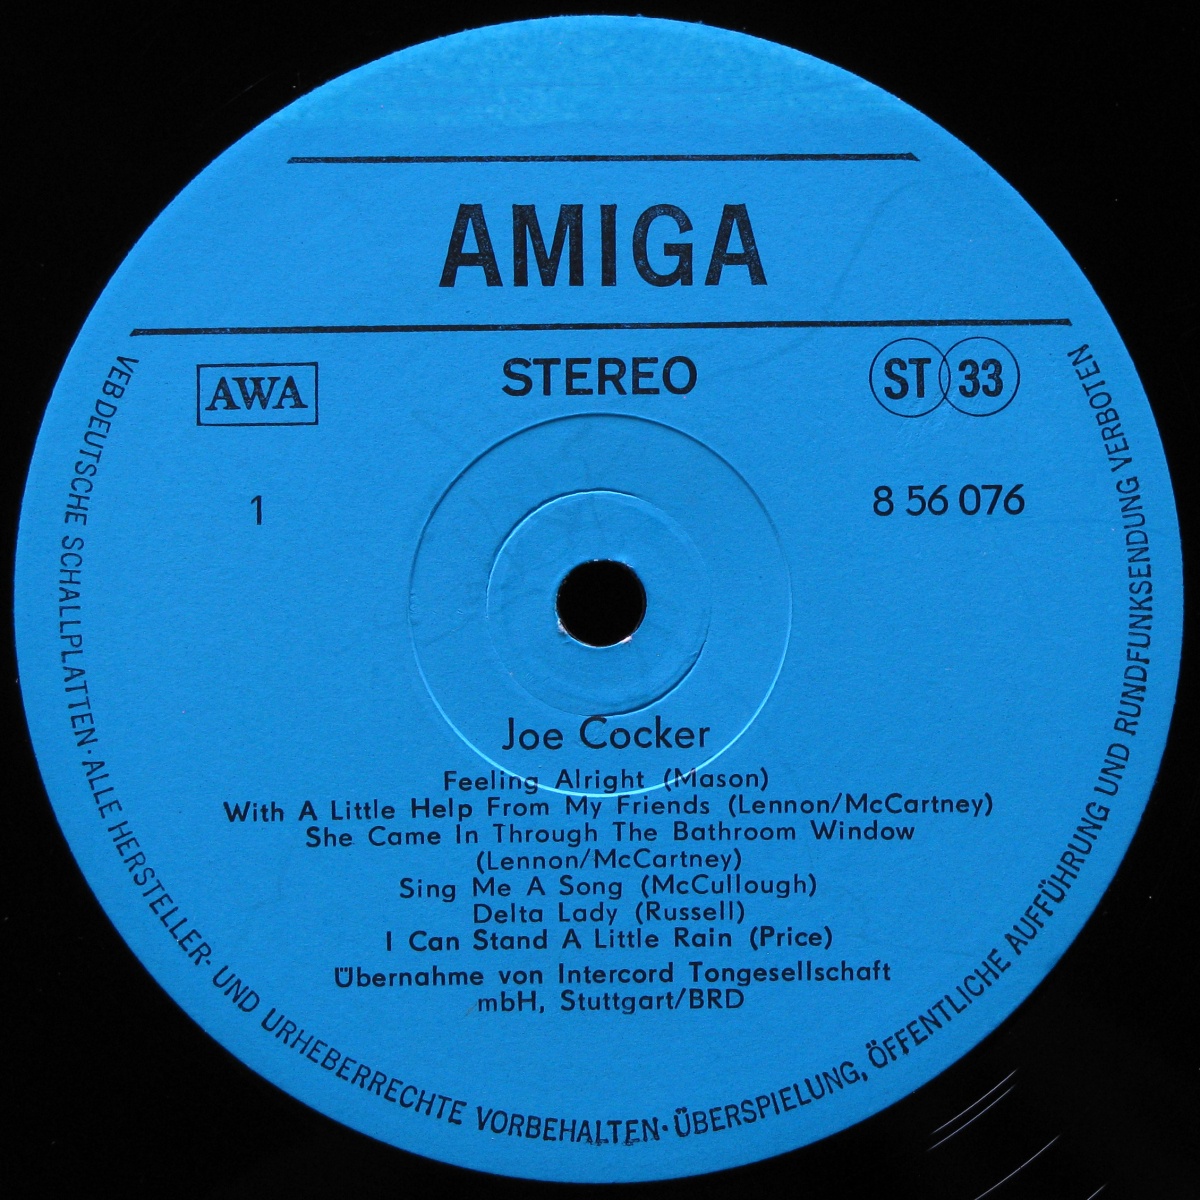 AMIGA
AWA
STEREO
ST 33
1
8 56 076
Joe Cocker
Feeling Alright (Mason)
With A Little Help From My Friends (Lennon/McCartney)
She Came In Through The Bathroom Window
(Lennon/McCartney)
Sing Me A Song (McCullough)
Delta Lady (Russell)
I Can Stand A Little Rain (Price)
Übernahme von Intercord Tongesellschaft
mbH, Stuttgart/BRD
VEB DEUTSCHE SCHALLPLATTEN · ALLE HERSTELLER- UND URHEBERRECHTE VORBEHALTEN · ÜBERSPIELUNG, ÖFFENTLICHE AUFFÜHRUNG UND RUNDFUNKSENDUNG VERBOTEN